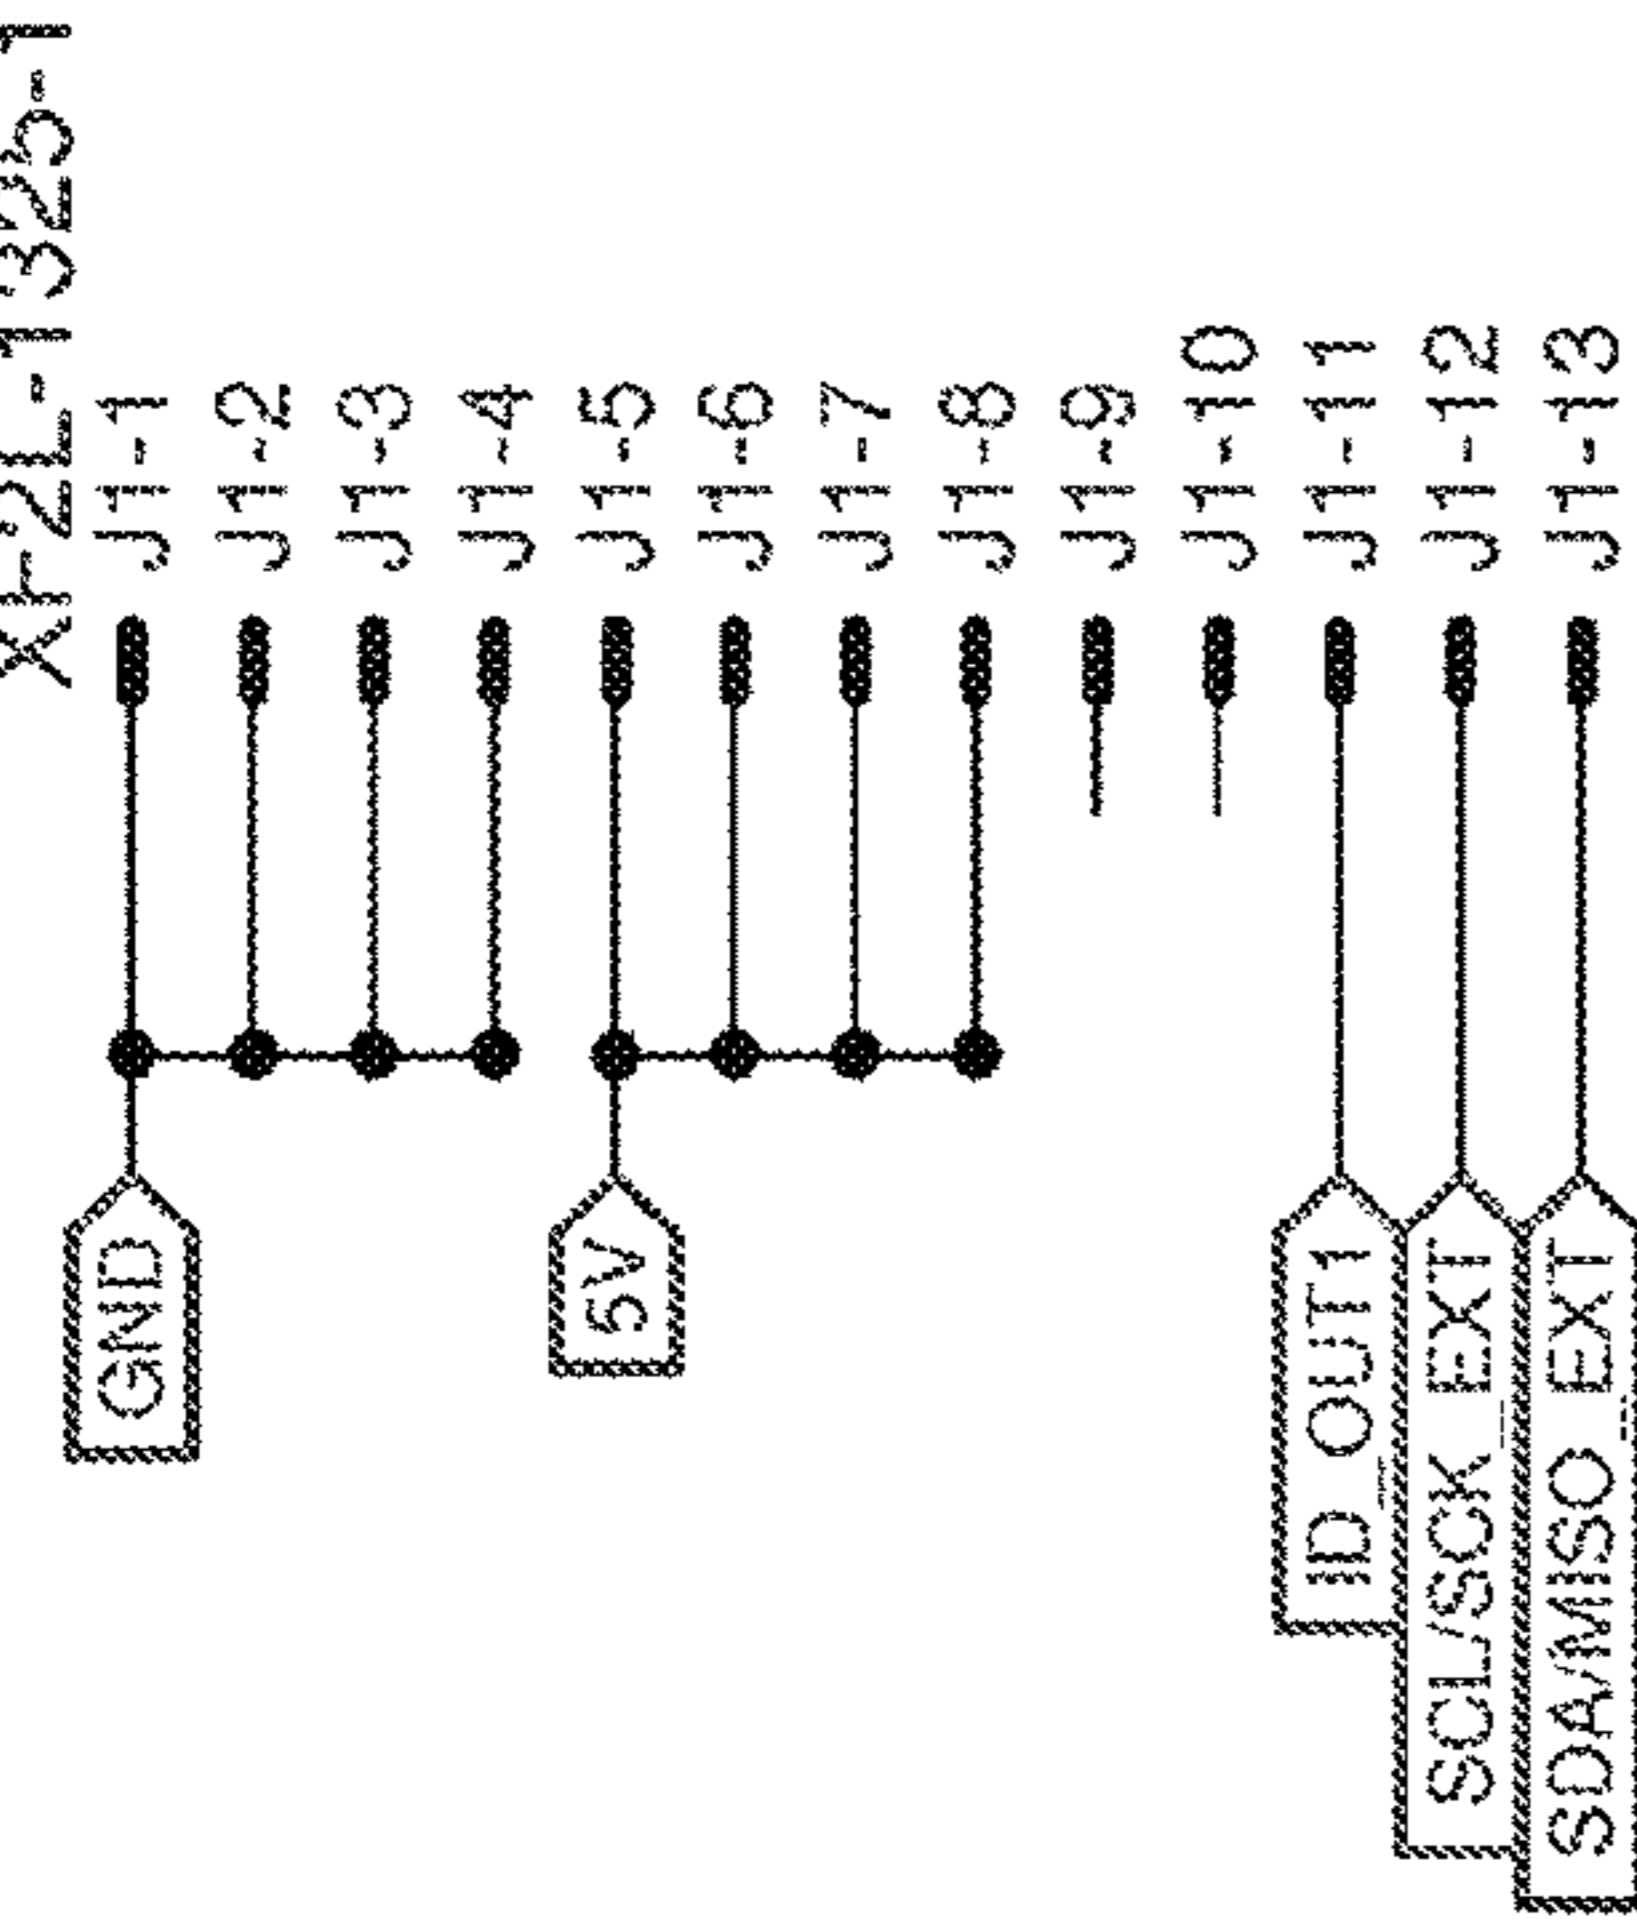 XF2L-1325-1
J1-1
J1-2
J1-3
J1-4
J1-5
J1-6
J1-7
J1-8
J1-9
J1-10
J1-11
J1-12
J1-13
GND
5V
ID_OUT1
SCL/SCK_EXT
SDA/MISO_EXT